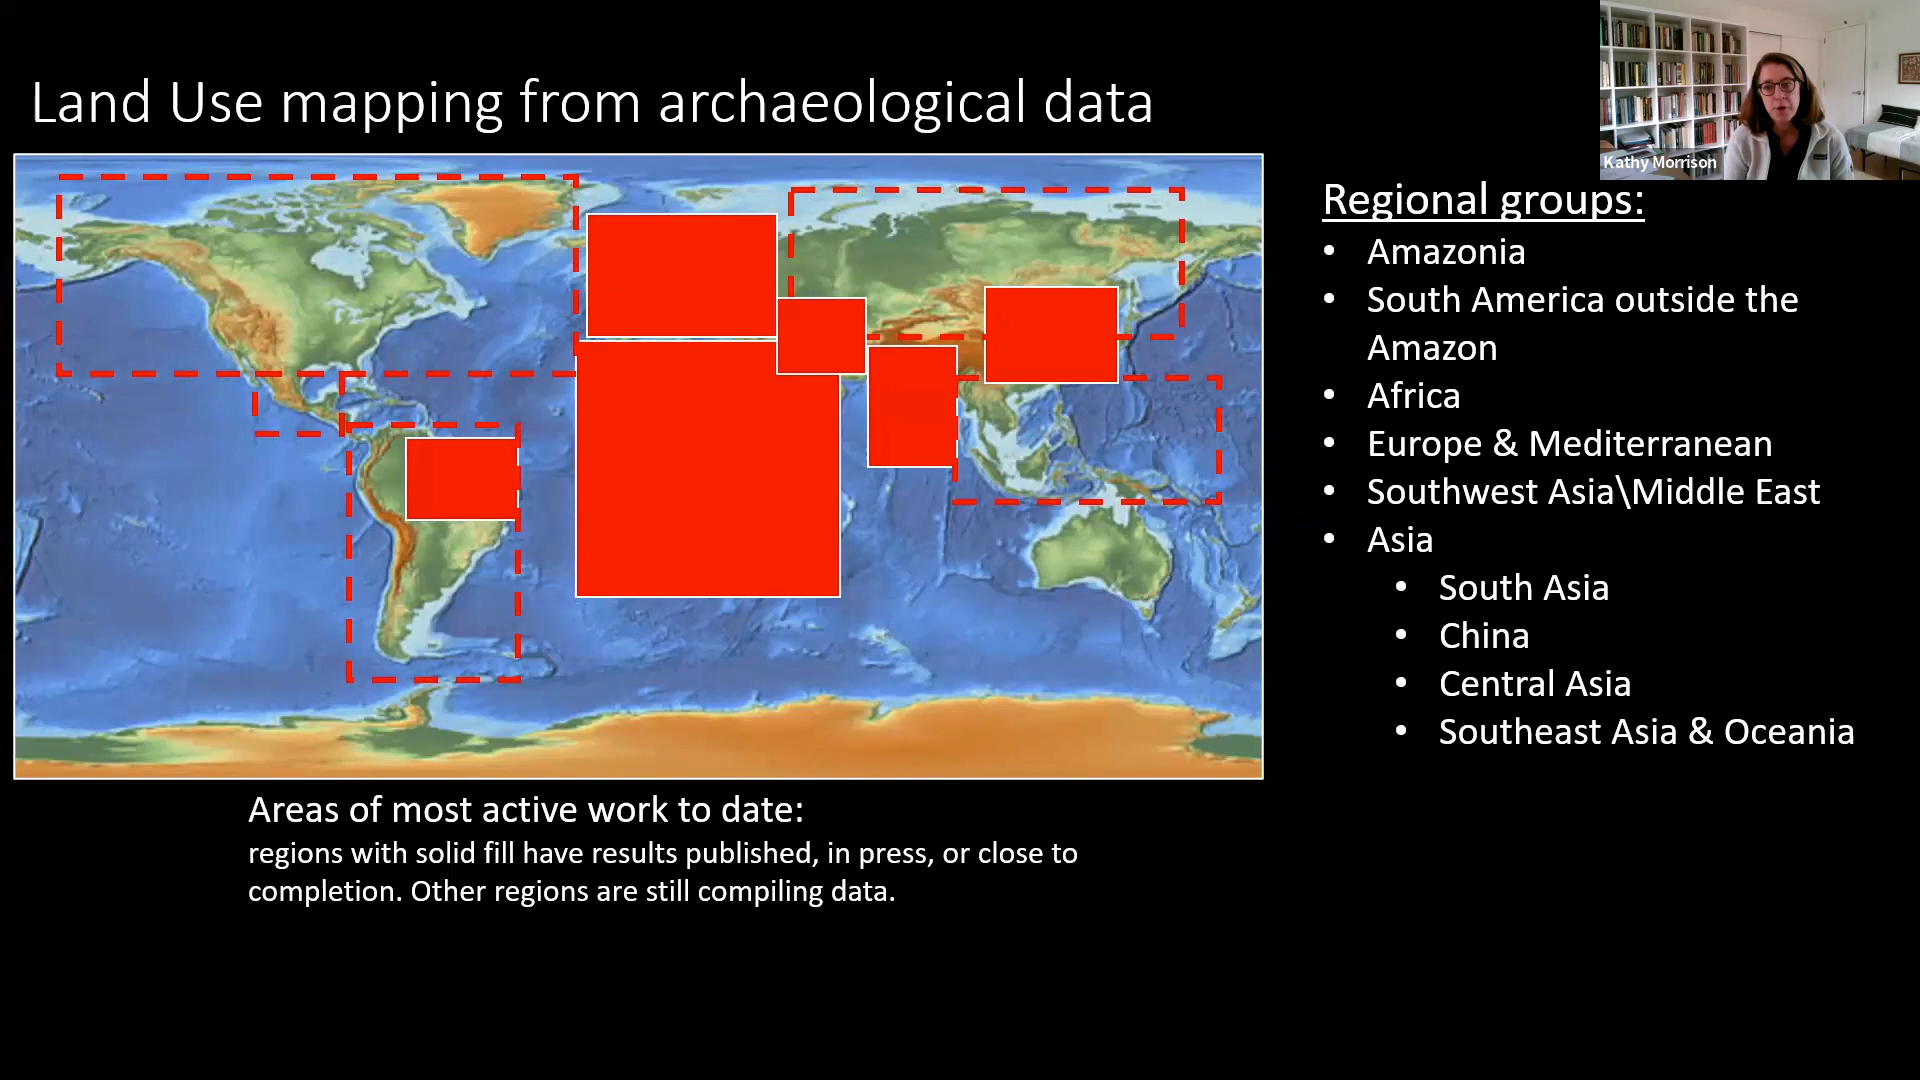 Land Use mapping from archaeological data
Kathy Morrison
Regional groups:
• Amazonia
• South America outside the
Amazon
• Africa
• Europe & Mediterranean
• Southwest Asia\Middle East
• Asia
• South Asia
• China
• Central Asia
• Southeast Asia & Oceania
Areas of most active work to date:
regions with solid fill have results published, in press, or close to
completion. Other regions are still compiling data.